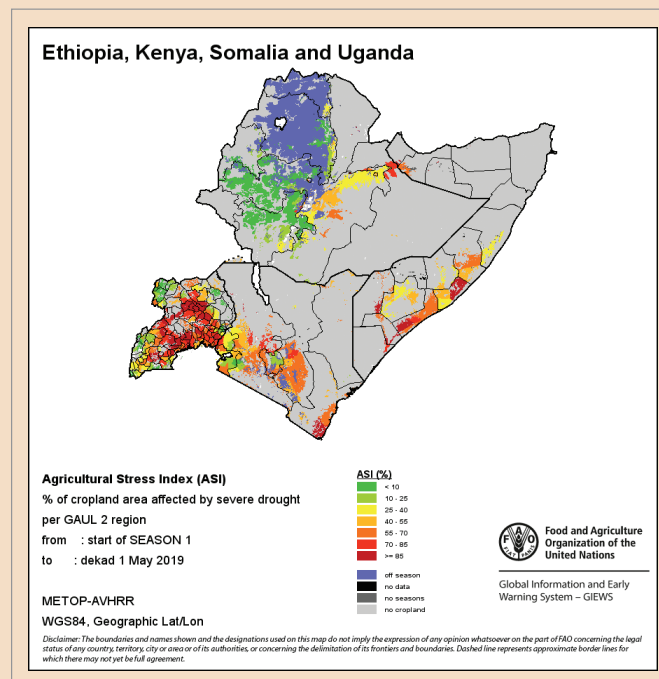 Ethiopia, Kenya, Somalia and Uganda
Agricultural Stress Index (ASI)
% of cropland area affected by severe drought
per GAUL 2 region
from : start of SEASON 1
to : dekad 1 May 2019
METOP-AVHRR
WGS84, Geographic Lat/Lon
ASI (%)
< 10
10 - 25
25 - 40
40 - 55
55 - 70
70 - 85
>= 85
off season
no data
no seasons
no cropland
FAO
FIAT PANIS
Food and Agriculture
Organization of the
United Nations
Global Information and Early
Warning System – GIEWS
Disclaimer: The boundaries and names shown and the designations used on this map do not imply the expression of any opinion whatsoever on the part of FAO concerning the legal
status of any country, territory, city or area or of its authorities, or concerning the delimitation of its frontiers and boundaries. Dashed line represents approximate border lines for
which there may not yet be full agreement.